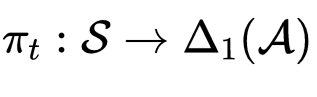 π_t : 𝒮 → Δ_1(𝒜)